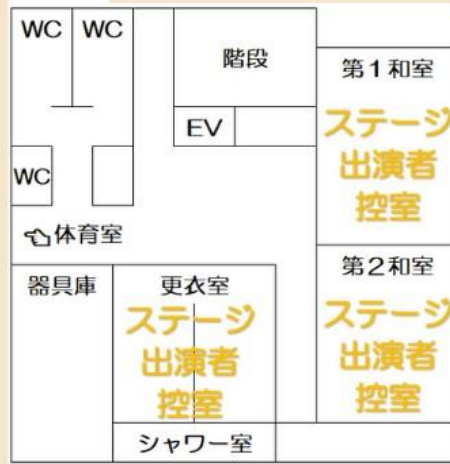 WC WC
階段
第1和室
ステージ
出演者
控室
EV
WC
体育室
第2和室
ステージ
出演者
控室
器具庫
更衣室
ステージ
出演者
控室
シャワー室